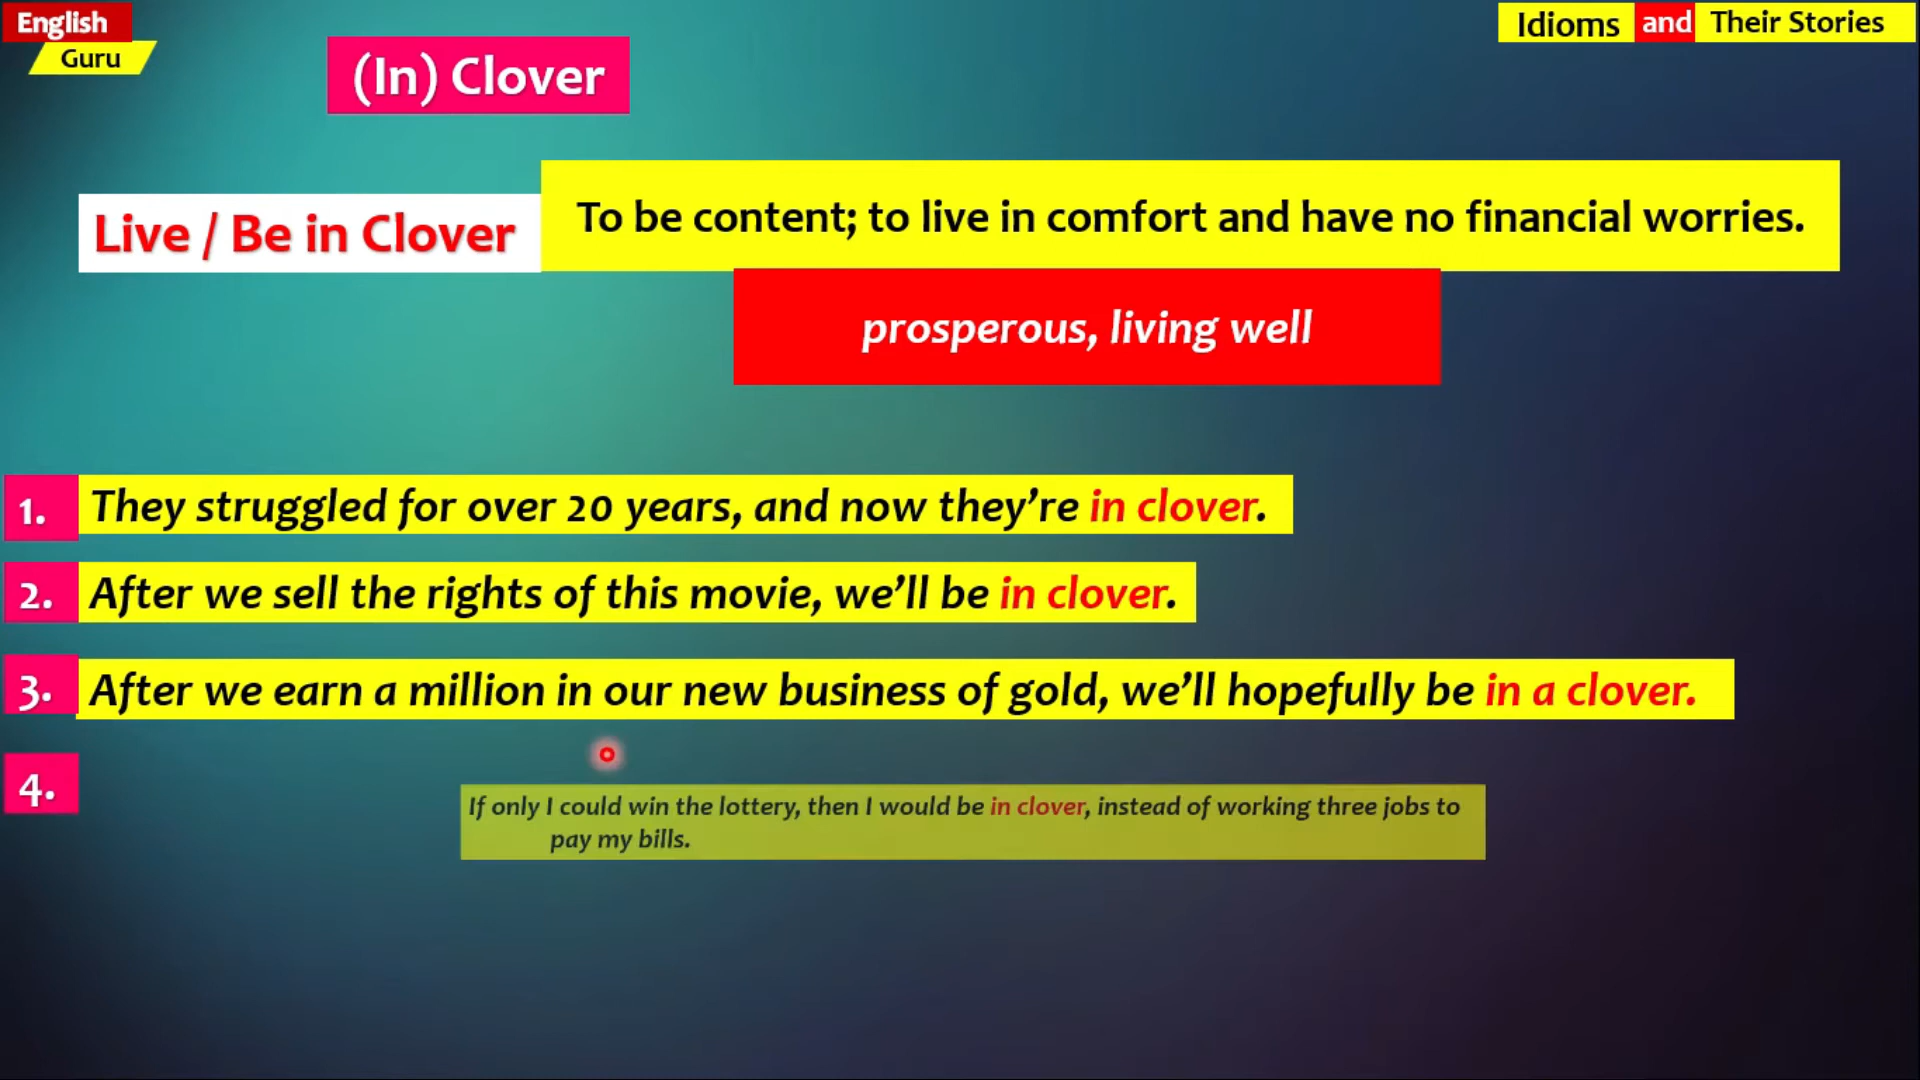 English
Guru
Idioms and Their Stories
(In) Clover
Live / Be in Clover
To be content; to live in comfort and have no financial worries.
prosperous, living well
1. They struggled for over 20 years, and now they’re in clover.
2. After we sell the rights of this movie, we’ll be in clover.
3. After we earn a million in our new business of gold, we’ll hopefully be in a clover.
4. If only I could win the lottery, then I would be in clover, instead of working three jobs to
pay my bills.